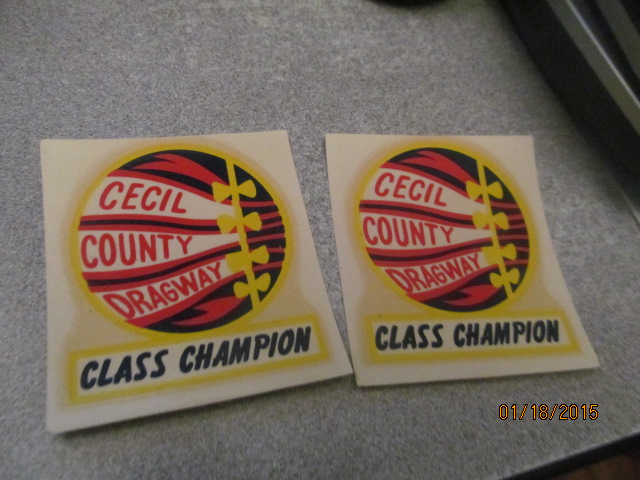 CECIL
COUNTY
DRAGWAY
CLASS CHAMPION
CECIL
COUNTY
DRAGWAY
CLASS CHAMPION
01/18/2015